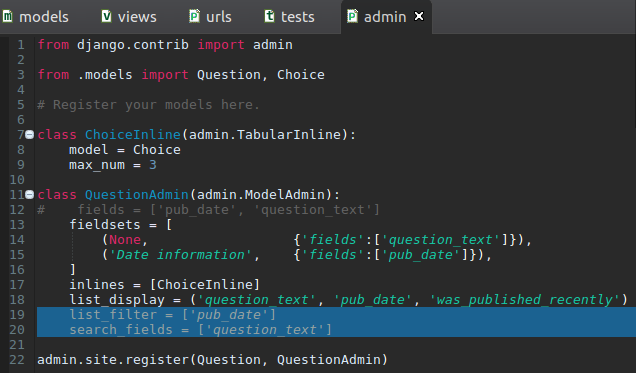 models views urls tests admin
1 from django.contrib import admin
2
3 from .models import Question, Choice
4
5 # Register your models here.
6
7 class ChoiceInline(admin.TabularInline):
8     model = Choice
9     max_num = 3
10
11 class QuestionAdmin(admin.ModelAdmin):
12 #    fields = ['pub_date', 'question_text']
13     fieldsets = [
14         (None,                  {'fields':['question_text']}),
15         ('Date information',    {'fields':['pub_date']}),
16     ]
17     inlines = [ChoiceInline]
18     list_display = ('question_text', 'pub_date', 'was_published_recently')
19     list_filter = ['pub_date']
20     search_fields = ['question_text']
21
22 admin.site.register(Question, QuestionAdmin)